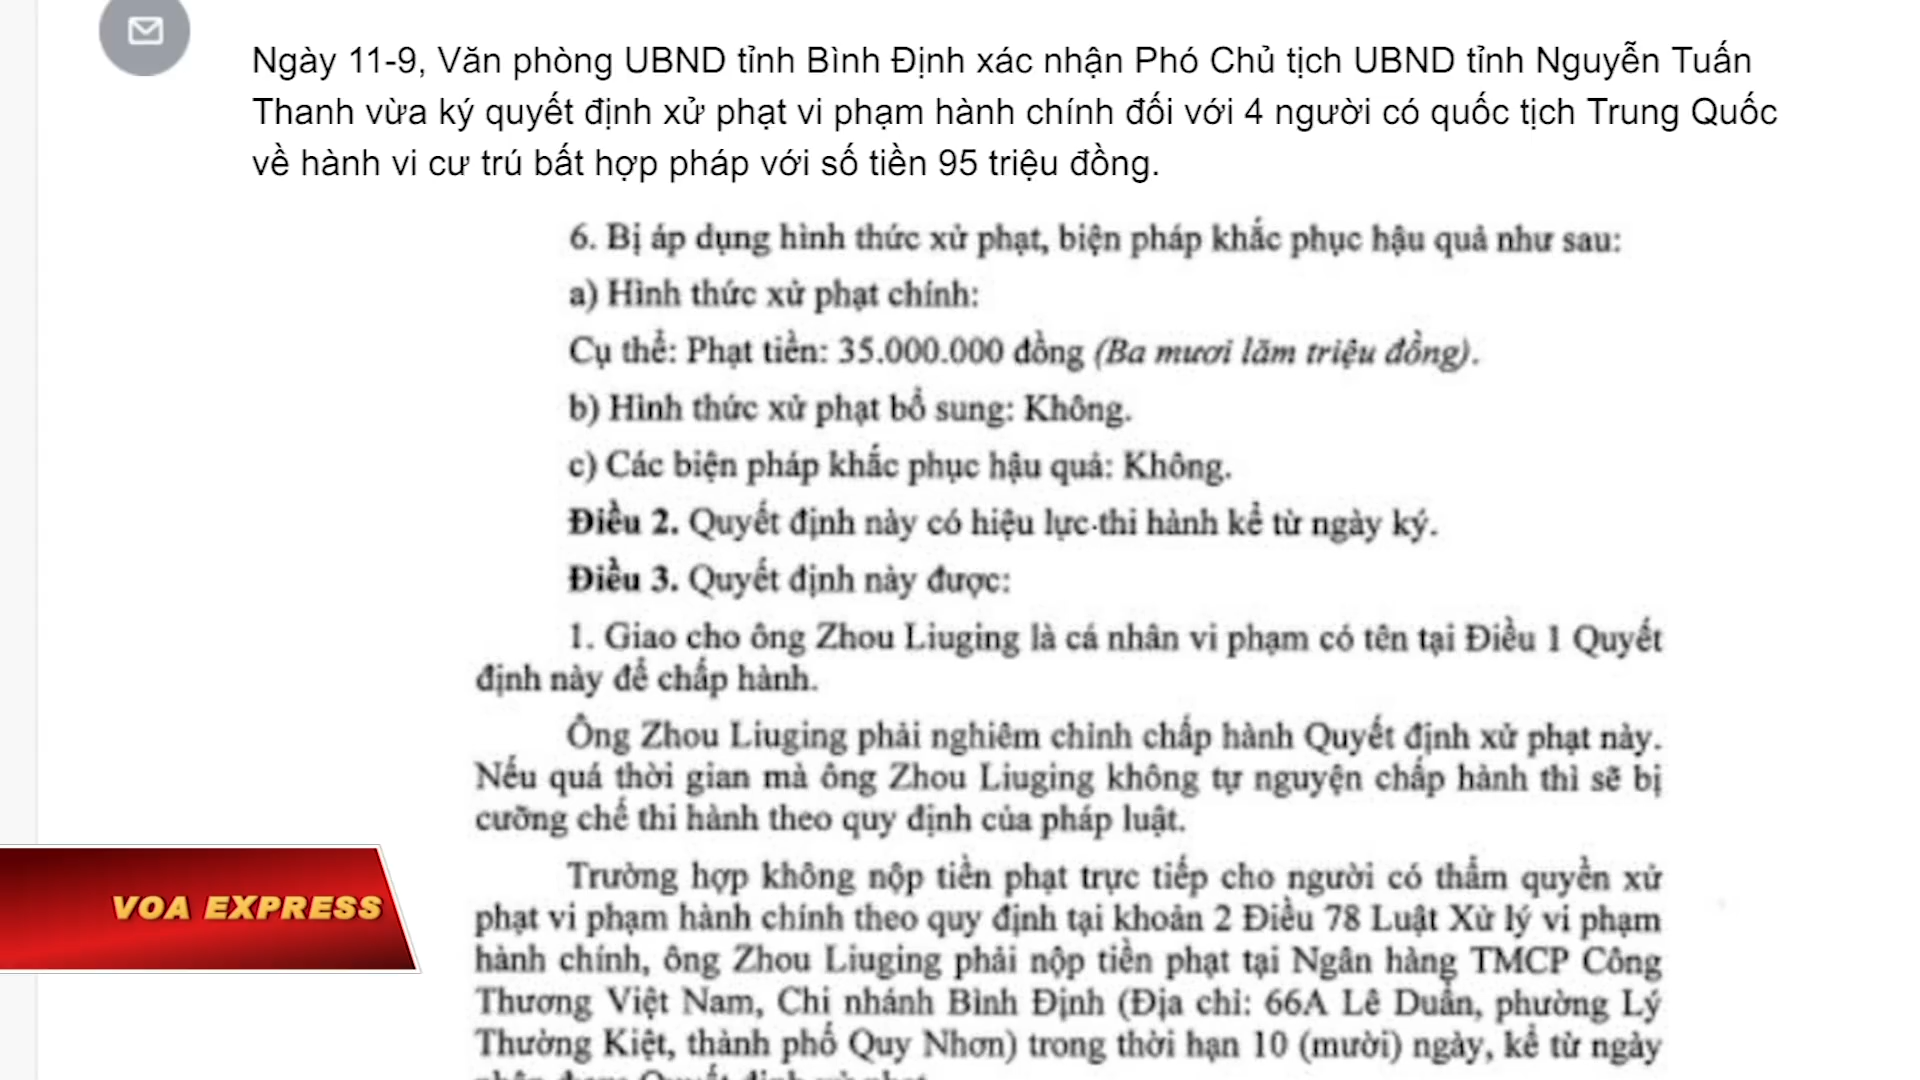 Ngày 11-9, Văn phòng UBND tỉnh Bình Định xác nhận Phó Chủ tịch UBND tỉnh Nguyễn Tuấn
Thanh vừa ký quyết định xử phạt vi phạm hành chính đối với 4 người có quốc tịch Trung Quốc
về hành vi cư trú bất hợp pháp với số tiền 95 triệu đồng.
6. Bị áp dụng hình thức xử phạt, biện pháp khắc phục hậu quả như sau:
a) Hình thức xử phạt chính:
Cụ thể: Phạt tiền: 35.000.000 đồng (Ba mươi lăm triệu đồng).
b) Hình thức xử phạt bổ sung: Không.
c) Các biện pháp khắc phục hậu quả: Không.
Điều 2. Quyết định này có hiệu lực thi hành kể từ ngày ký.
Điều 3. Quyết định này được:
1. Giao cho ông Zhou Liuging là cá nhân vi phạm có tên tại Điều 1 Quyết
định này để chấp hành.
Ông Zhou Liuging phải nghiêm chỉnh chấp hành Quyết định xử phạt này.
Nếu quá thời gian mà ông Zhou Liuging không tự nguyện chấp hành thì sẽ bị
cưỡng chế thi hành theo quy định của pháp luật.
Trường hợp không nộp tiền phạt trực tiếp cho người có thẩm quyền xử
phạt vi phạm hành chính theo quy định tại khoản 2 Điều 78 Luật Xử lý vi phạm
hành chính, ông Zhou Liuging phải nộp tiền phạt tại Ngân hàng TMCP Công
Thương Việt Nam, Chi nhánh Bình Định (Địa chỉ: 66A Lê Duẩn, phường Lý
Thường Kiệt, thành phố Quy Nhơn) trong thời hạn 10 (mười) ngày, kể từ ngày
VOA EXPRESS